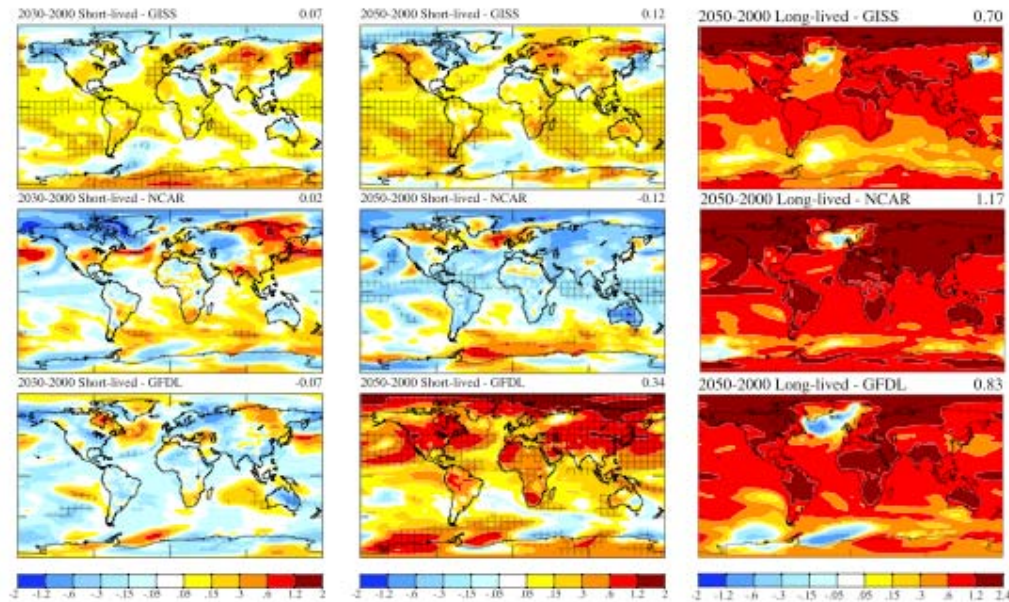 2030-2000 Short-lived - GISS 0.07
2050-2000 Short-lived - GISS 0.12
2050-2000 Long-lived - GISS 0.70
2030-2000 Short-lived - NCAR 0.02
2050-2000 Short-lived - NCAR -0.12
2050-2000 Long-lived - NCAR 1.17
2030-2000 Short-lived - GFDL -0.07
2050-2000 Short-lived - GFDL 0.34
2050-2000 Long-lived - GFDL 0.83
-2 -1.2 -.6 -.3 -.15 -.05 .05 .15 .3 .6 1.2 2
-2 -1.2 -.6 -.3 -.15 -.05 .05 .15 .3 .6 1.2 2
-2 -1.2 -.6 -.3 -.15 -.05 .05 .15 .3 .6 1.2 2.4